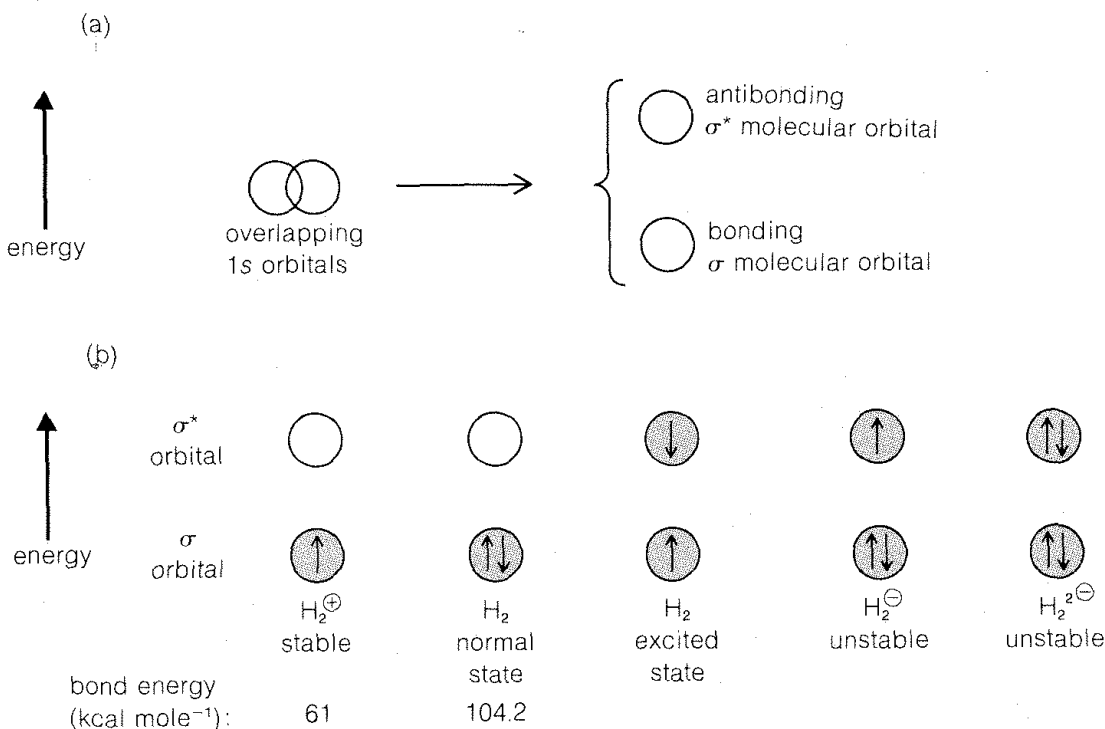 (a)
antibonding
σ* molecular orbital
energy
overlapping
1s orbitals
bonding
σ molecular orbital
(b)
σ*
orbital
energy
σ
orbital
H₂⊕
stable
H₂
normal
state
H₂
excited
state
H₂⊖
unstable
H₂²⊖
unstable
bond energy
(kcal mole⁻¹): 61 104.2